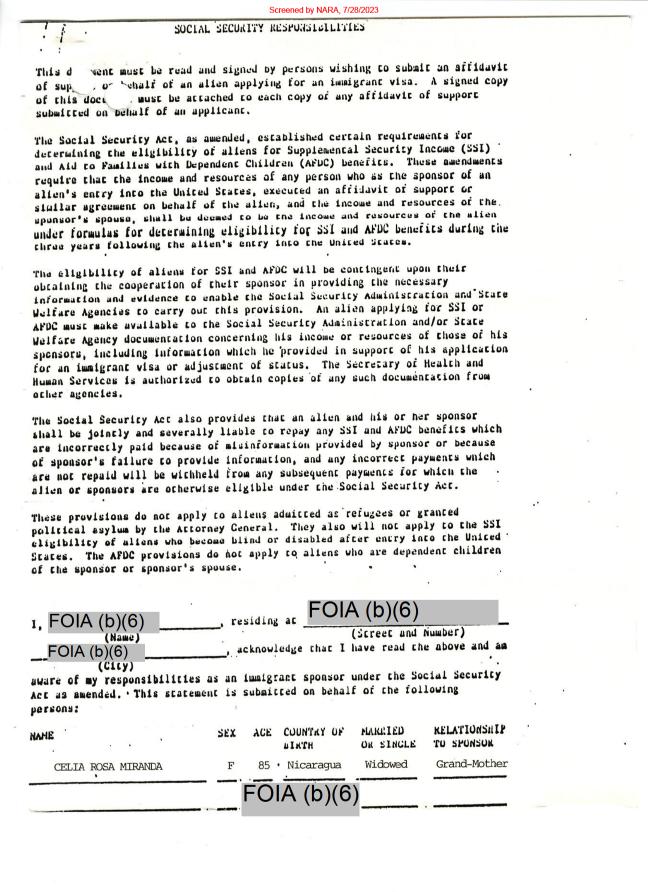 Screened by NARA, 7/28/2023
SOCIAL SECURITY RESPONSIBILITIES
This d ment must be read and signed by persons wishing to submit an affidavit
of sup behalf of an alien applying for an immigrant visa. A signed copy
of this doc must be attached to each copy of any affidavit of support
submitted on behalf of an applicant.
The Social Security Act, as amended, established certain requirements for
determining the eligibility of aliens for Supplemental Security Income (SSI)
and Aid to Families with Dependent Children (AFDC) benefits. These amendments
require that the income and resources of any person who as the sponsor of an
alien's entry into the United States, executed an affidavit of support or
similar agreement on behalf of the alien, and the income and resources of the
sponsor's spouse, shall be deemed to be the income and resources of the alien
under formulas for determining eligibility for SSI and AFDC benefits during the
three years following the alien's entry into the United States.
The eligibility of aliens for SSI and AFDC will be contingent upon their
obtaining the cooperation of their sponsor in providing the necessary
information and evidence to enable the Social Security Administration and State
Welfare Agencies to carry out this provision. An alien applying for SSI or
AFDC must make available to the Social Security Administration and/or State
Welfare Agency documentation concerning his income or resources of those of his
sponsors, including information which he provided in support of his application
for an immigrant visa or adjustment of status. The Secretary of Health and
Human Services is authorized to obtain copies of any such documentation from
other agencies.
The Social Security Act also provides that an alien and his or her sponsor
shall be jointly and severally liable to repay any SSI and AFDC benefits which
are incorrectly paid because of misinformation provided by sponsor or because
of sponsor's failure to provide information, and any incorrect payments which
are not repaid will be withheld from any subsequent payments for which the
alien or sponsors are otherwise eligible under the Social Security Act.
These provisions do not apply to aliens admitted as refugees or granted
political asylum by the Attorney General. They also will not apply to the SSI
eligibility of aliens who become blind or disabled after entry into the United
States. The AFDC provisions do not apply to aliens who are dependent children
of the sponsor or sponsor's spouse.
I, FOIA (b)(6), residing at FOIA (b)(6)
(Name) (Street and Number)
FOIA (b)(6), acknowledge that I have read the above and am
(City)
aware of my responsibilities as an immigrant sponsor under the Social Security
Act as amended. This statement is submitted on behalf of the following
persons:
NAME SEX AGE COUNTRY OF MARRIED RELATIONSHIP
BIRTH OR SINGLE TO SPONSOR
CELIA ROSA MIRANDA F 85 Nicaragua Widowed Grand-Mother
FOIA (b)(6)